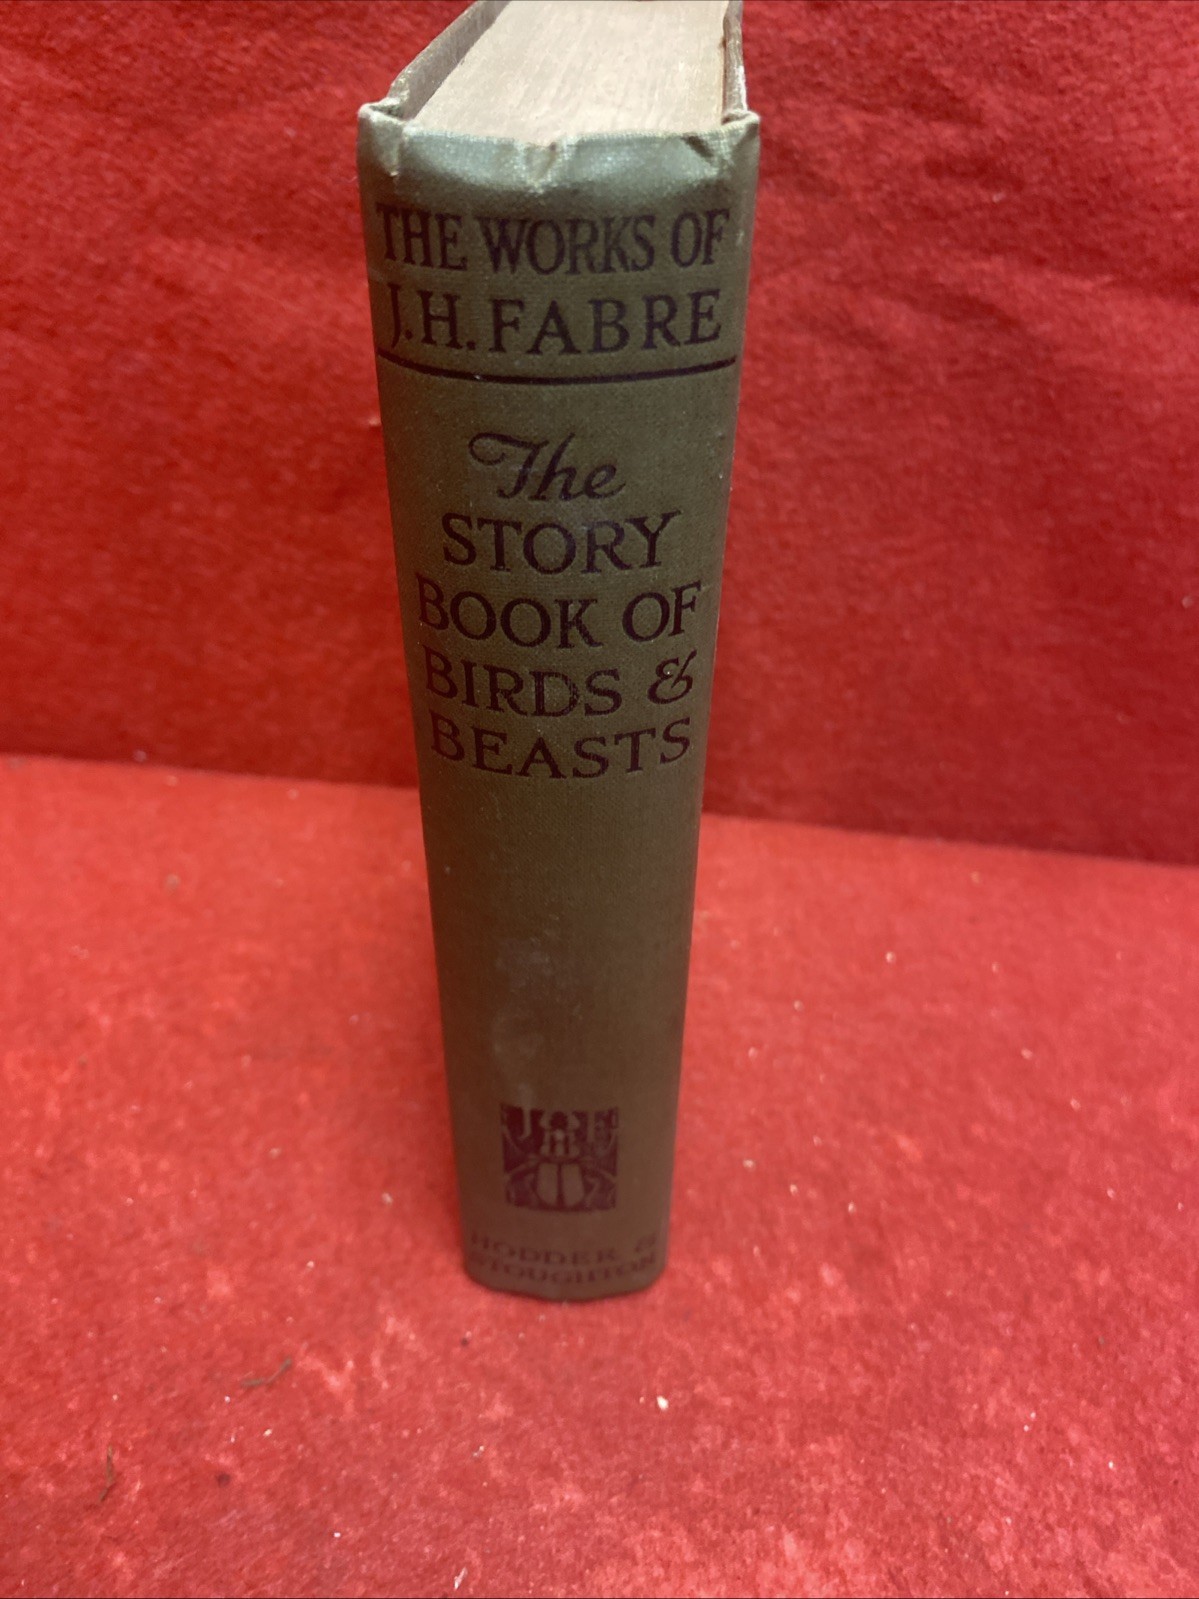 THE WORKS OF
J.H. FABRE
The
STORY
BOOK OF
BIRDS &
BEASTS
HODDER &
STOUGHTON